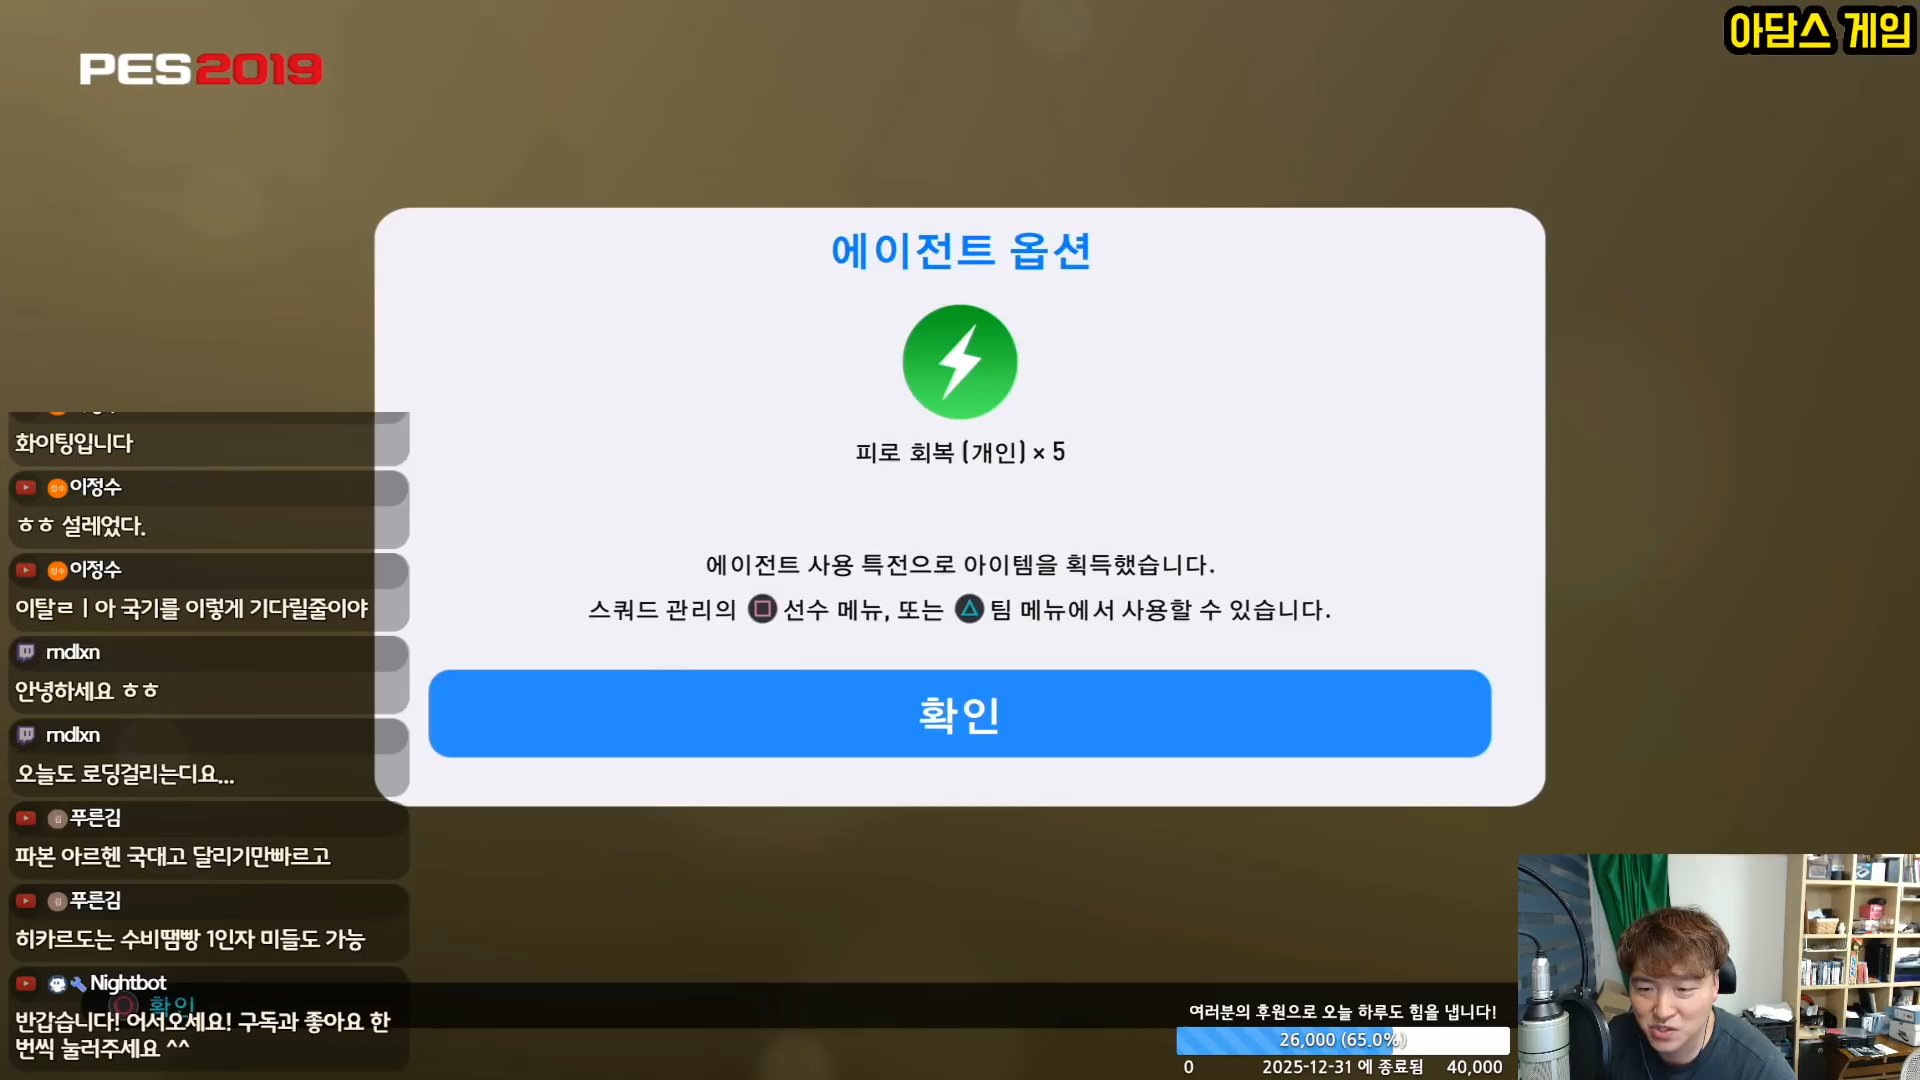 PES2019
아담스 게임
에이전트 옵션
피로 회복 (개인) × 5
에이전트 사용 특전으로 아이템을 획득했습니다.
스쿼드 관리의 선수 메뉴, 또는 팀 메뉴에서 사용할 수 있습니다.
확인
화이팅입니다
이정수
ㅎㅎ 설레었다.
이정수
이탈ㄹㅣ아 국기를 이렇게 기다릴줄이야
rndlxn
안녕하세요 ㅎㅎ
rndlxn
오늘도 로딩걸리는디요...
푸른김
파본 아르헨 국대고 달리기만빠르고
푸른김
히카르도는 수비땜빵 1인자 미들도 가능
Nightbot
확인
반갑습니다! 어서오세요! 구독과 좋아요 한
번씩 눌러주세요 ^^
여러분의 후원으로 오늘 하루도 힘을 냅니다!
26,000 (65.0%)
0 2025-12-31 에 종료됨 40,000